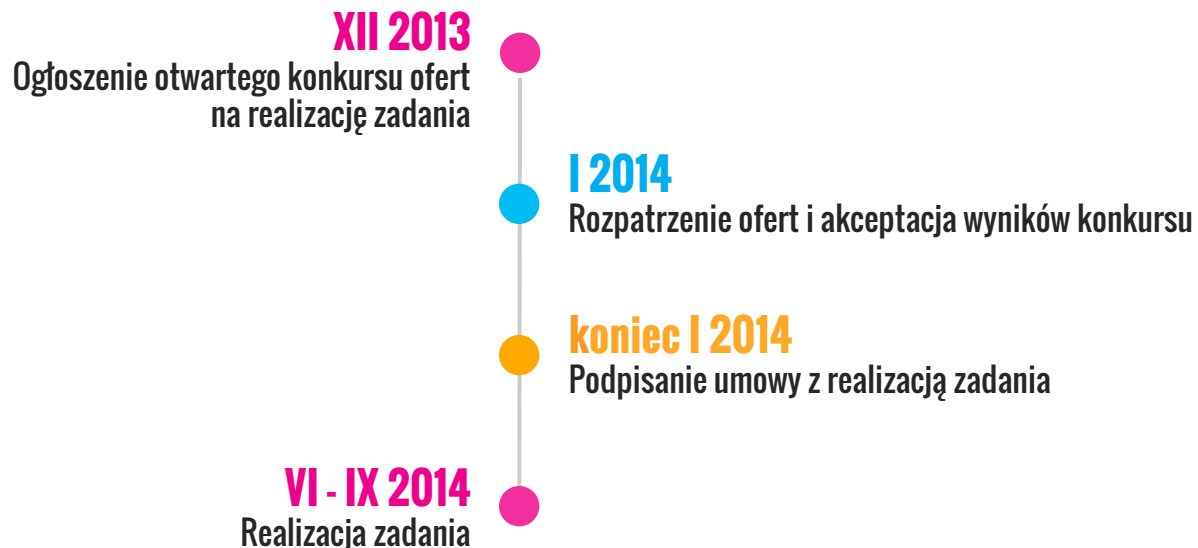 XII 2013
Ogłoszenie otwartego konkursu ofert
na realizację zadania
I 2014
Rozpatrzenie ofert i akceptacja wyników konkursu
koniec I 2014
Podpisanie umowy z realizacją zadania
VI - IX 2014
Realizacja zadania